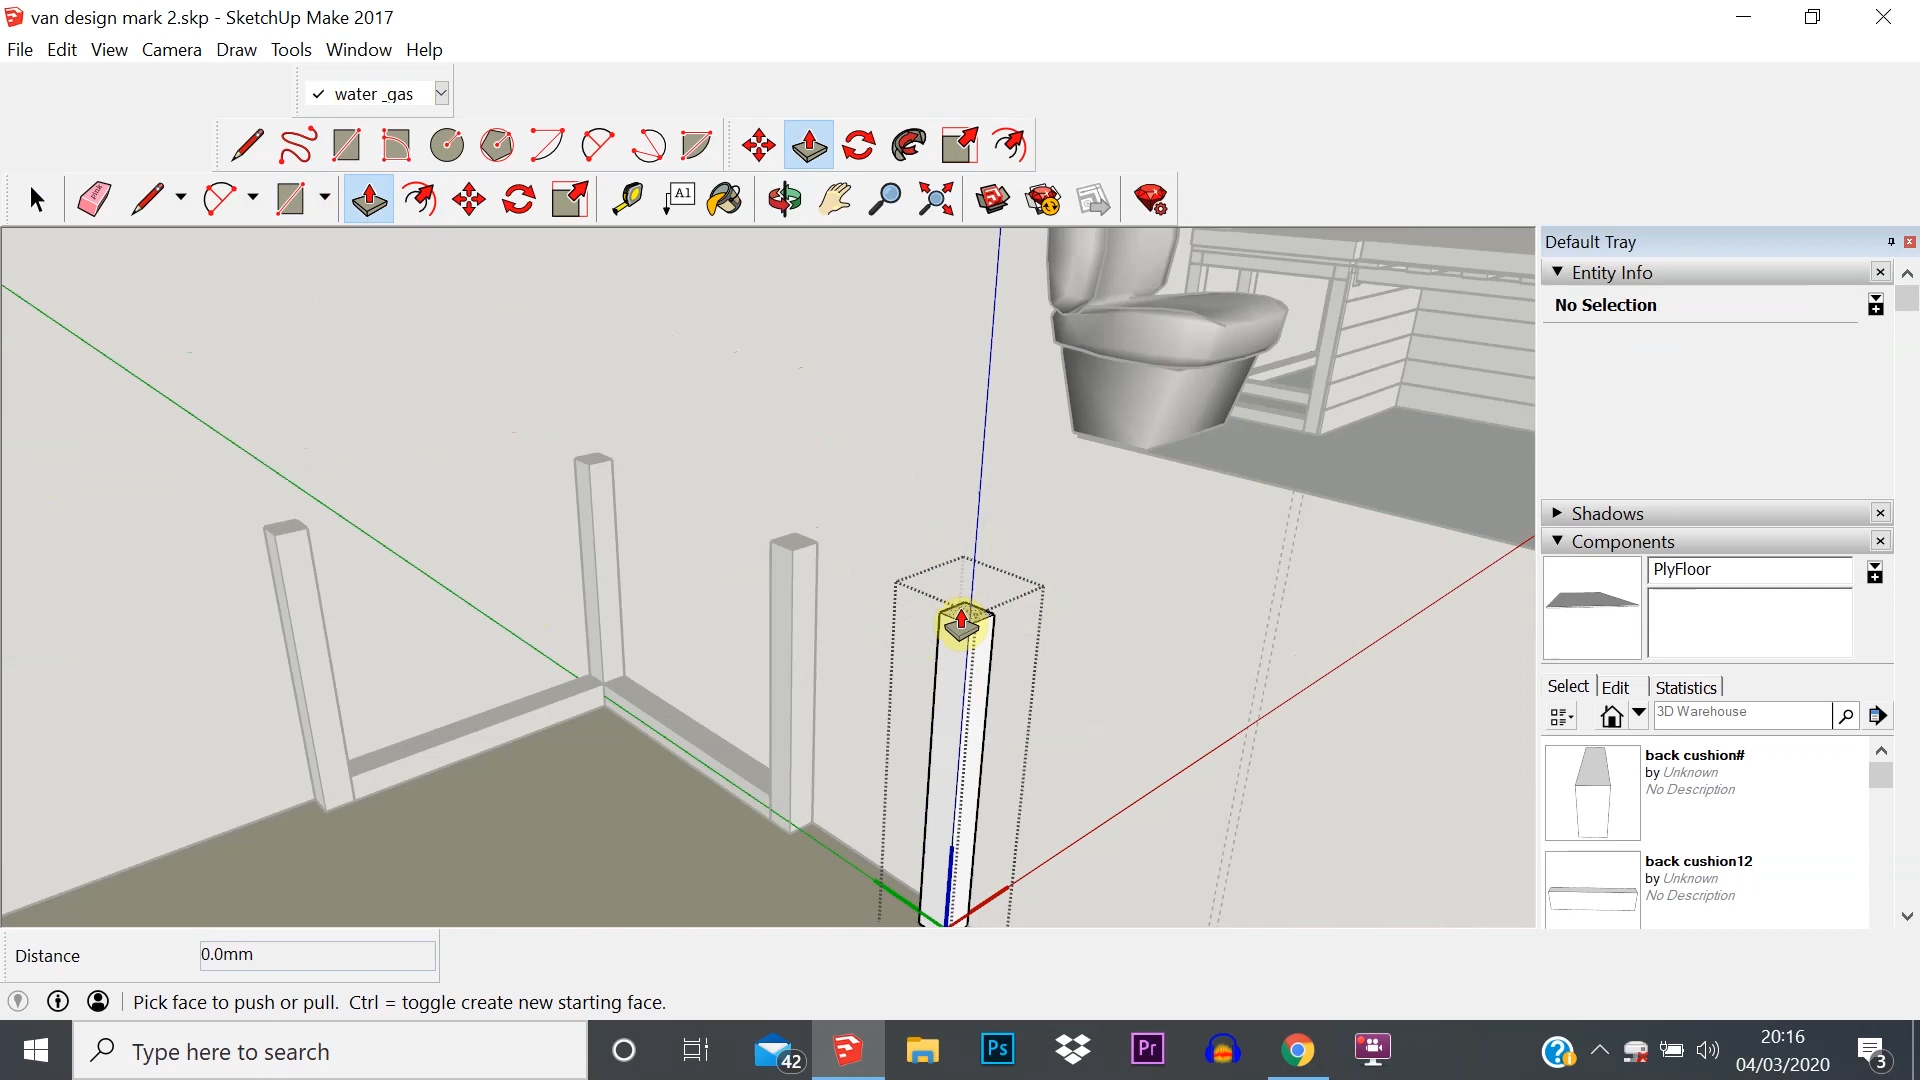 van design mark 2.skp - SketchUp Make 2017
File Edit View Camera Draw Tools Window Help
water _gas
A1
Default Tray
Entity Info
No Selection
Shadows
Components
PlyFloor
Select Edit Statistics
3D Warehouse
back cushion#
by Unknown
No Description
back cushion12
by Unknown
No Description
Distance 0.0mm
Pick face to push or pull. Ctrl = toggle create new starting face.
Type here to search
42
Ps
Pr
20:16
04/03/2020
3